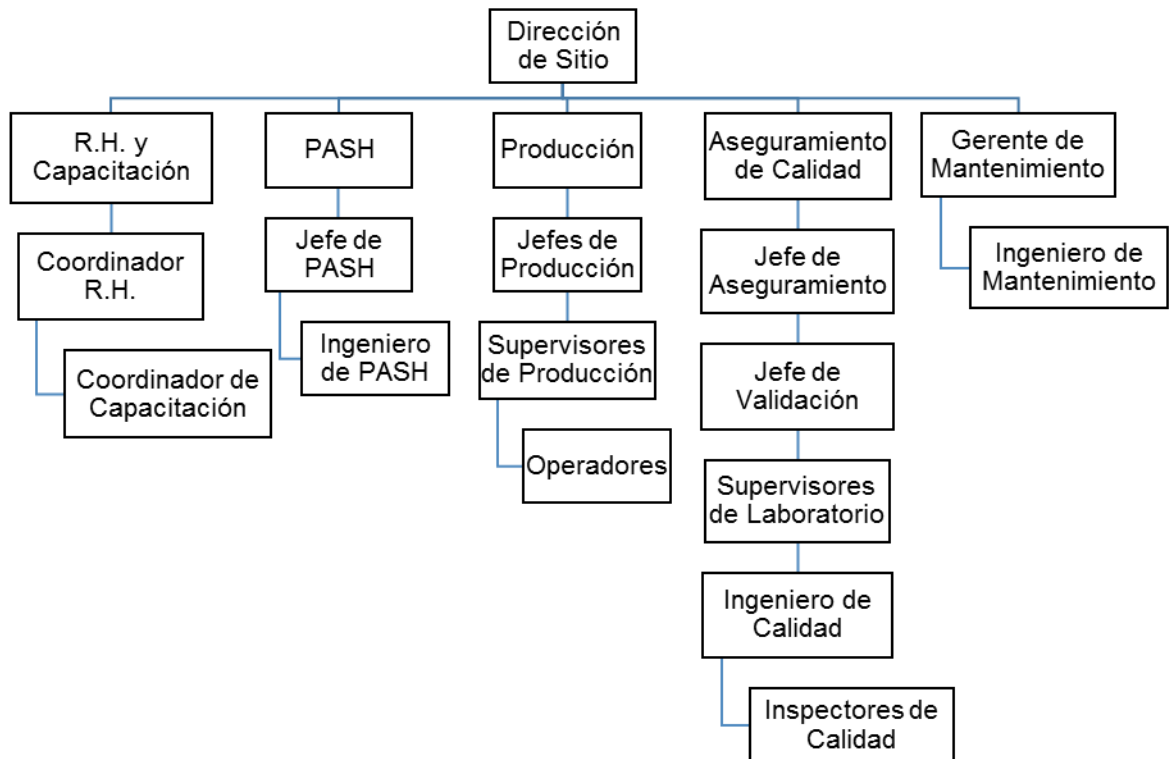 Dirección
de Sitio
R.H. y
Capacitación
PASH
Producción
Aseguramiento
de Calidad
Gerente de
Mantenimiento
Coordinador
R.H.
Jefe de
PASH
Jefes de
Producción
Jefe de
Aseguramiento
Ingeniero de
Mantenimiento
Coordinador de
Capacitación
Ingeniero
de PASH
Supervisores
de Producción
Jefe de
Validación
Operadores
Supervisores
de Laboratorio
Ingeniero de
Calidad
Inspectores de
Calidad